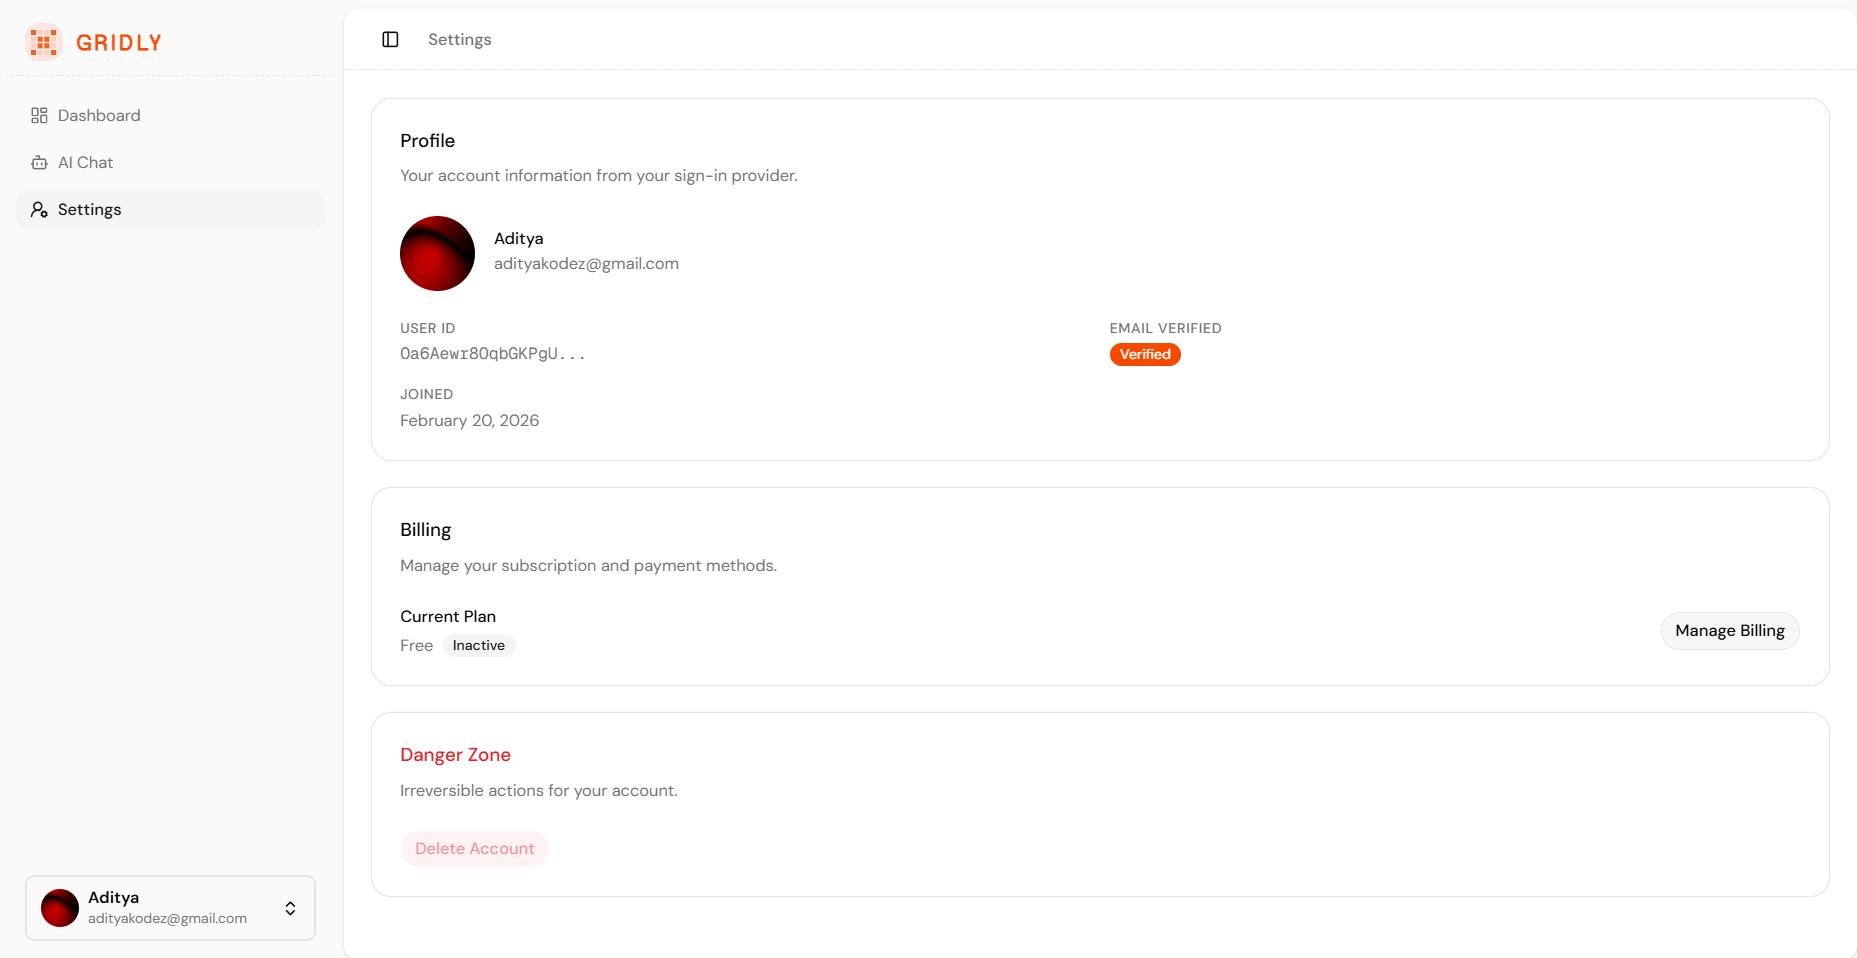 GRIDLY
Dashboard
AI Chat
Settings
Aditya
adityakodez@gmail.com
Settings
Profile
Your account information from your sign-in provider.
Aditya
adityakodez@gmail.com
USER ID
0a6Aewr80qbGKPgU...
EMAIL VERIFIED
Verified
JOINED
February 20, 2026
Billing
Manage your subscription and payment methods.
Current Plan
Free Inactive
Manage Billing
Danger Zone
Irreversible actions for your account.
Delete Account